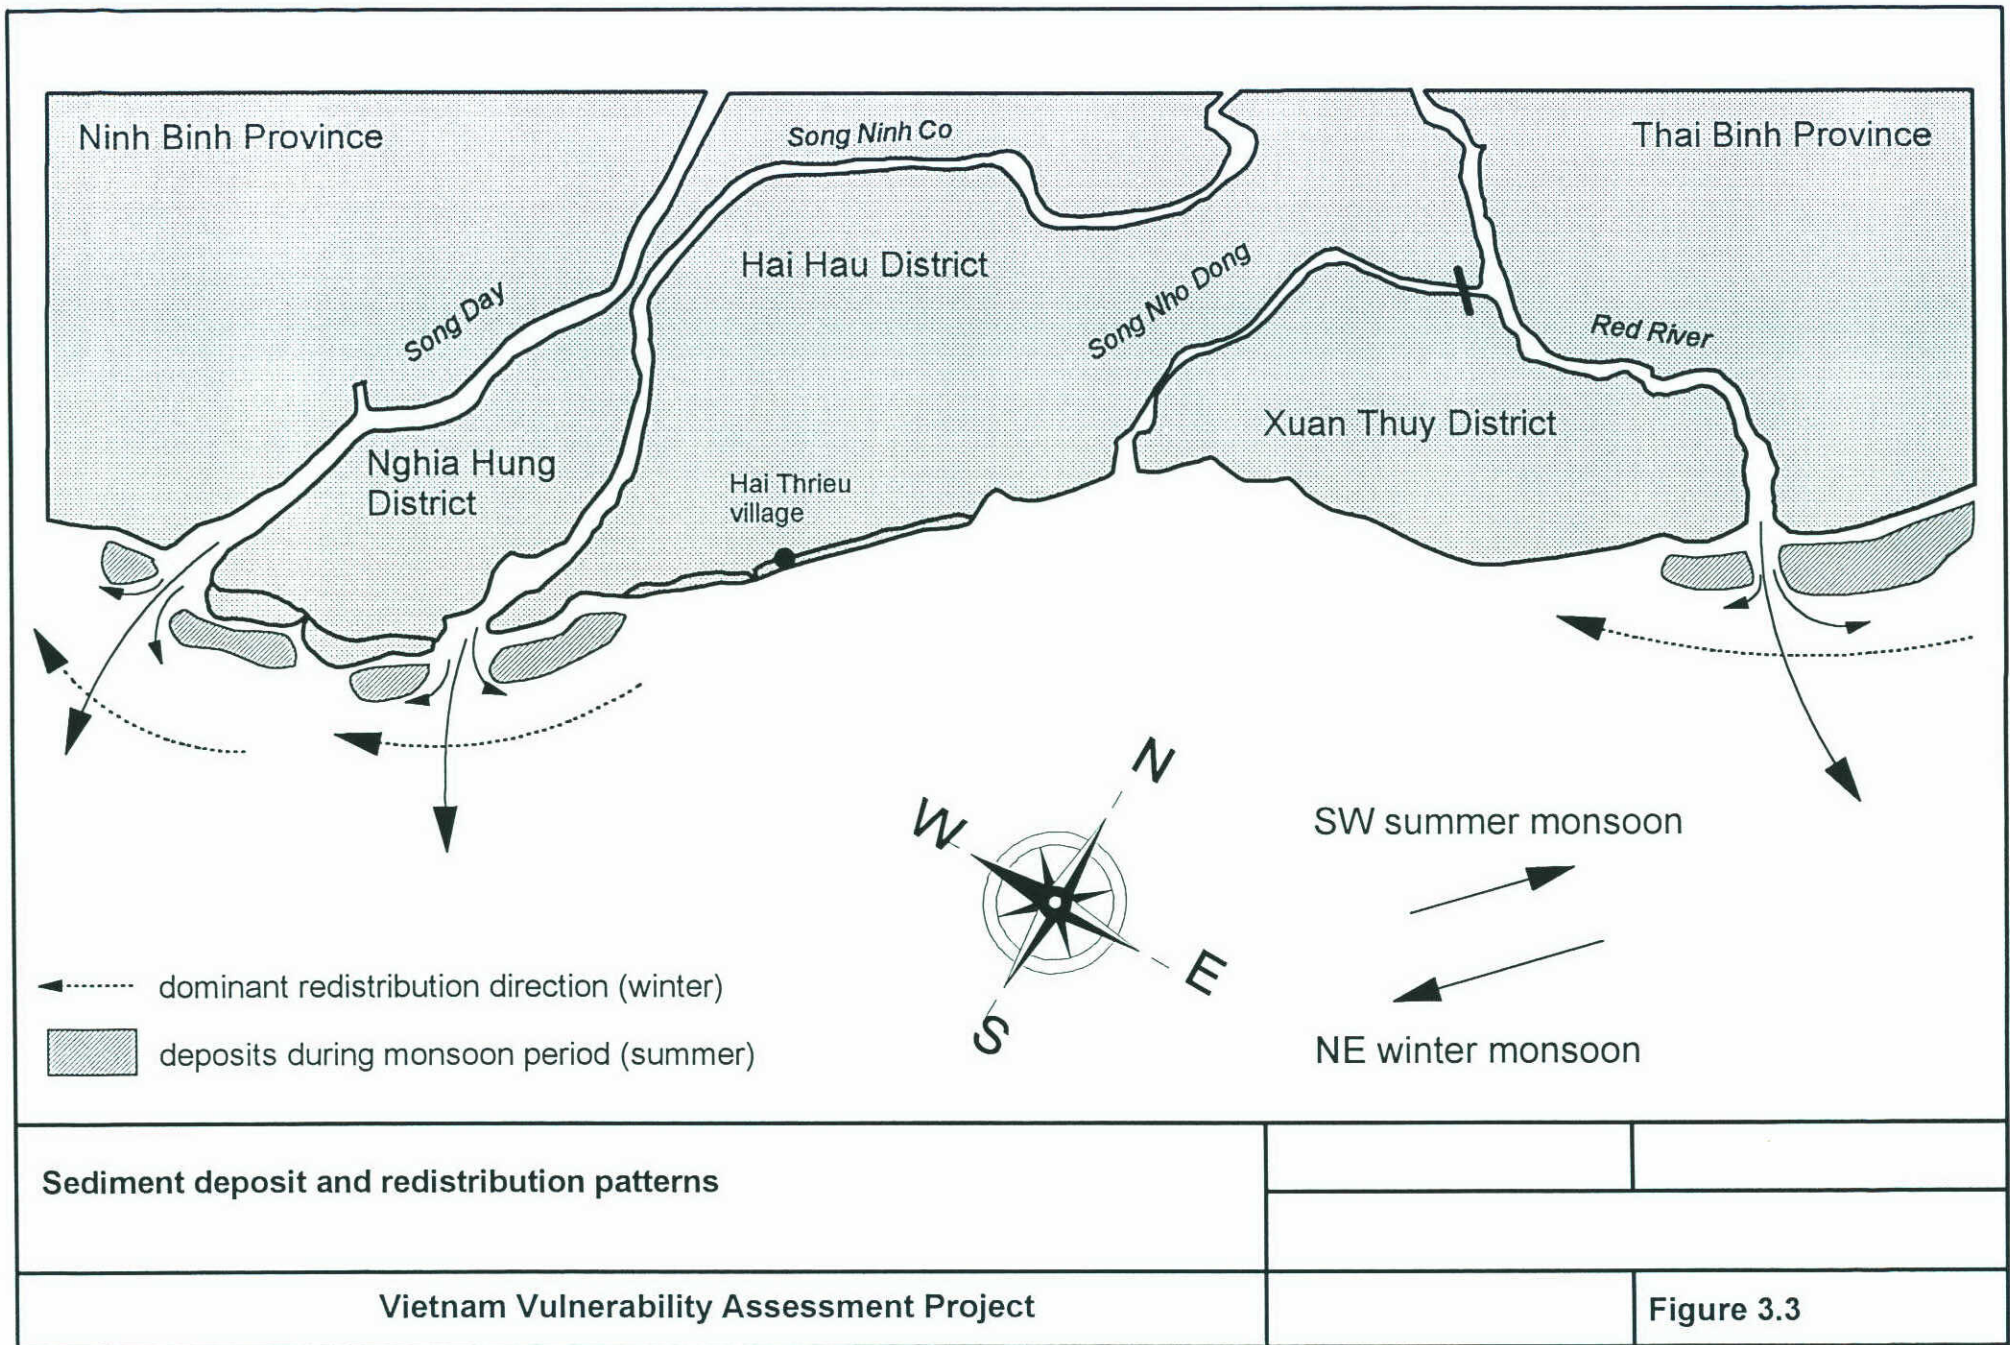 Ninh Binh Province
Song Ninh Co
Thai Binh Province
Hai Hau District
Song Day
Song Nho Dong
Red River
Xuan Thuy District
Nghia Hung
District
Hai Thrieu
village
N
W
E
S
SW summer monsoon
NE winter monsoon
dominant redistribution direction (winter)
deposits during monsoon period (summer)
Sediment deposit and redistribution patterns
Vietnam Vulnerability Assessment Project
Figure 3.3